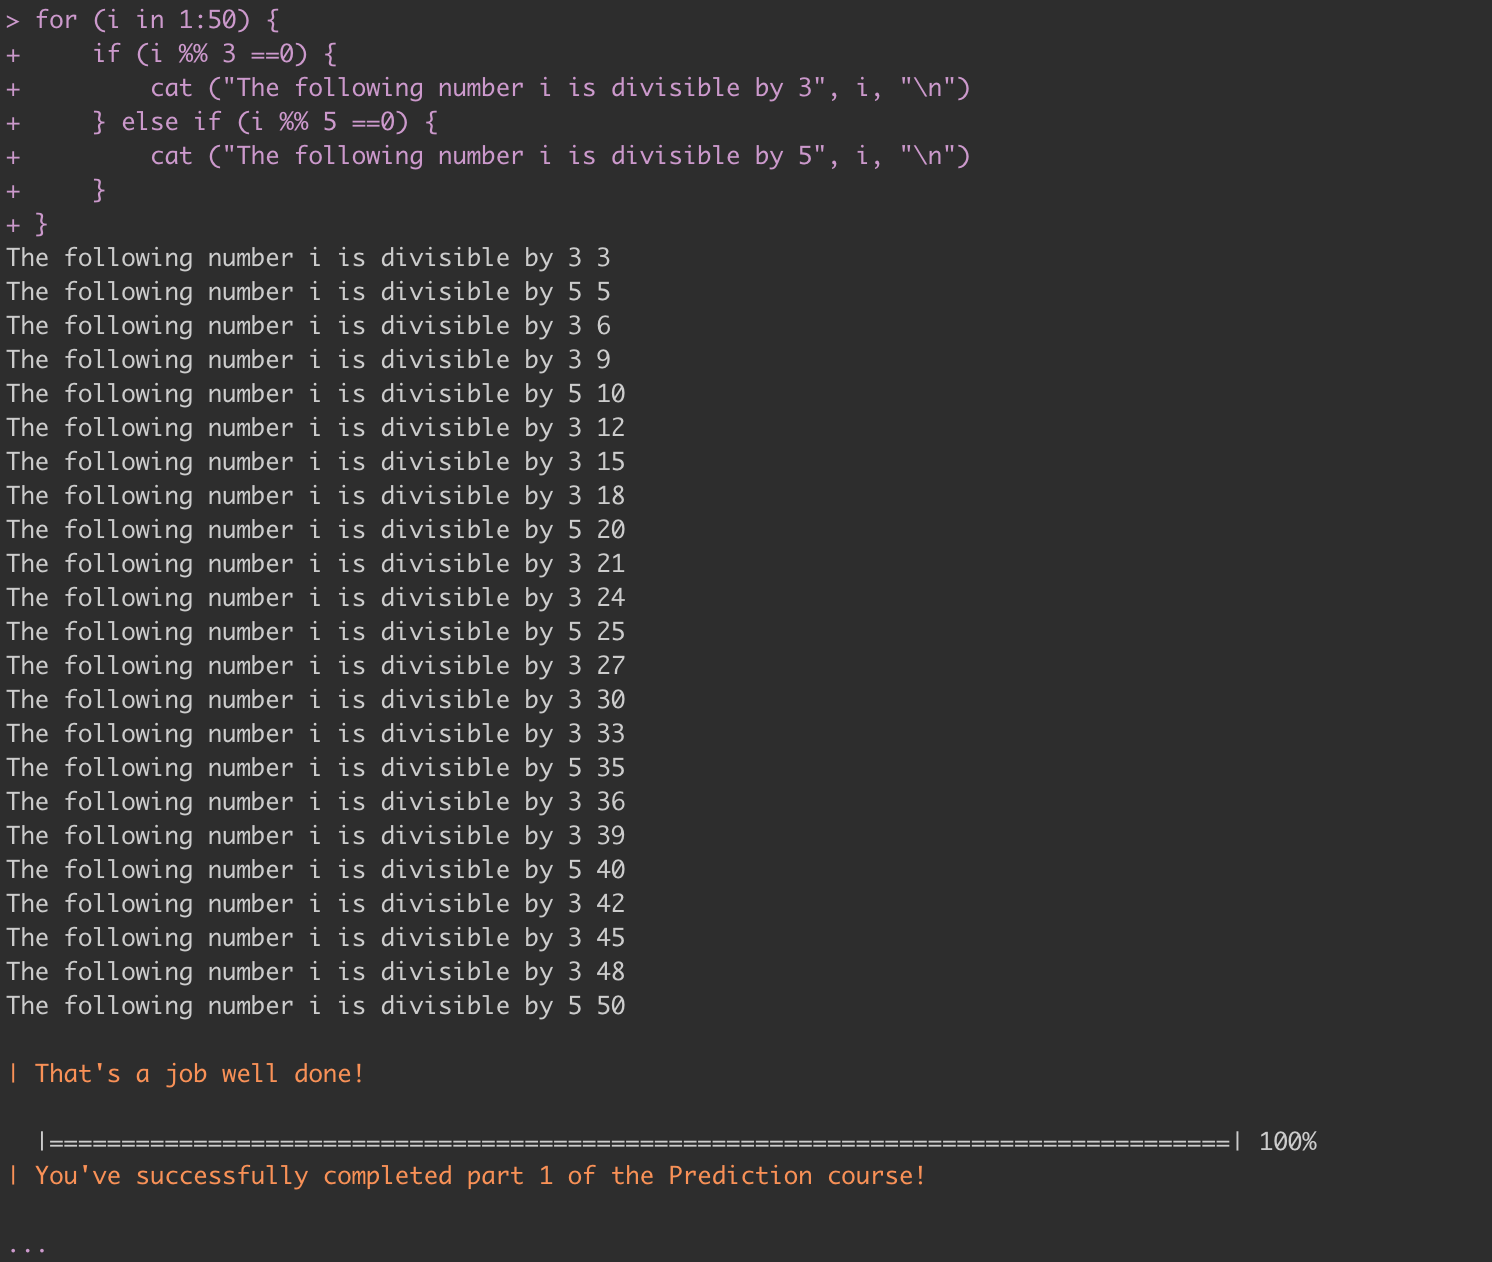 > for (i in 1:50) {
+     if (i %% 3 ==0) {
+         cat ("The following number i is divisible by 3", i, "\n")
+     } else if (i %% 5 ==0) {
+         cat ("The following number i is divisible by 5", i, "\n")
+     }
+ }
The following number i is divisible by 3 3
The following number i is divisible by 5 5
The following number i is divisible by 3 6
The following number i is divisible by 3 9
The following number i is divisible by 5 10
The following number i is divisible by 3 12
The following number i is divisible by 3 15
The following number i is divisible by 3 18
The following number i is divisible by 5 20
The following number i is divisible by 3 21
The following number i is divisible by 3 24
The following number i is divisible by 5 25
The following number i is divisible by 3 27
The following number i is divisible by 3 30
The following number i is divisible by 3 33
The following number i is divisible by 5 35
The following number i is divisible by 3 36
The following number i is divisible by 3 39
The following number i is divisible by 5 40
The following number i is divisible by 3 42
The following number i is divisible by 3 45
The following number i is divisible by 3 48
The following number i is divisible by 5 50
| That's a job well done!
|==================================================================================| 100%
| You've successfully completed part 1 of the Prediction course!
...